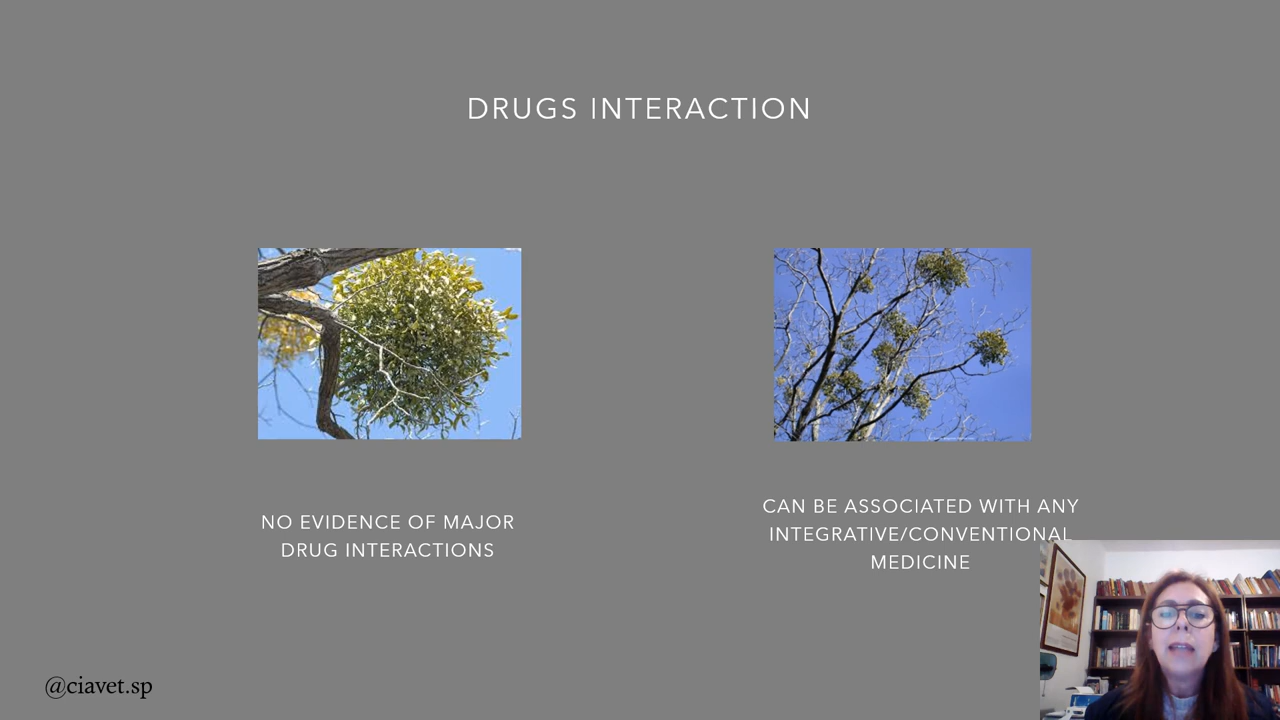 DRUGS INTERACTION
NO EVIDENCE OF MAJOR
DRUG INTERACTIONS
CAN BE ASSOCIATED WITH ANY
INTEGRATIVE/CONVENTIONAL
MEDICINE
@ciavet.sp